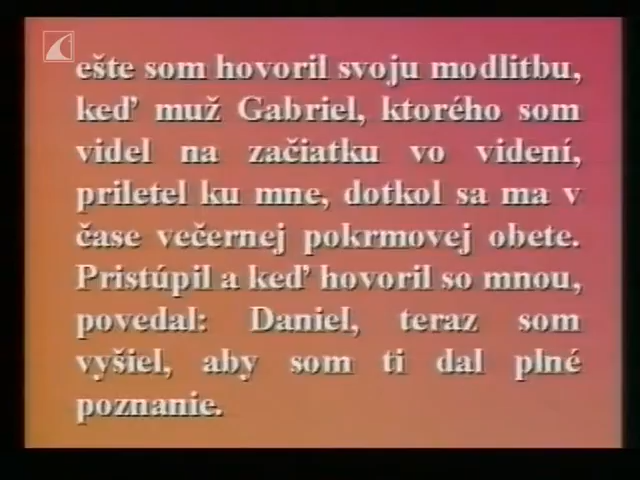 ešte som hovoril svoju modlitbu,
keď muž Gabriel, ktorého som
videl na začiatku vo videní,
priletel ku mne, dotkol sa ma v
čase večernej pokrmovej obete.
Pristúpil a keď hovoril so mnou,
povedal: Daniel, teraz som
vyšiel, aby som ti dal plné
poznanie.